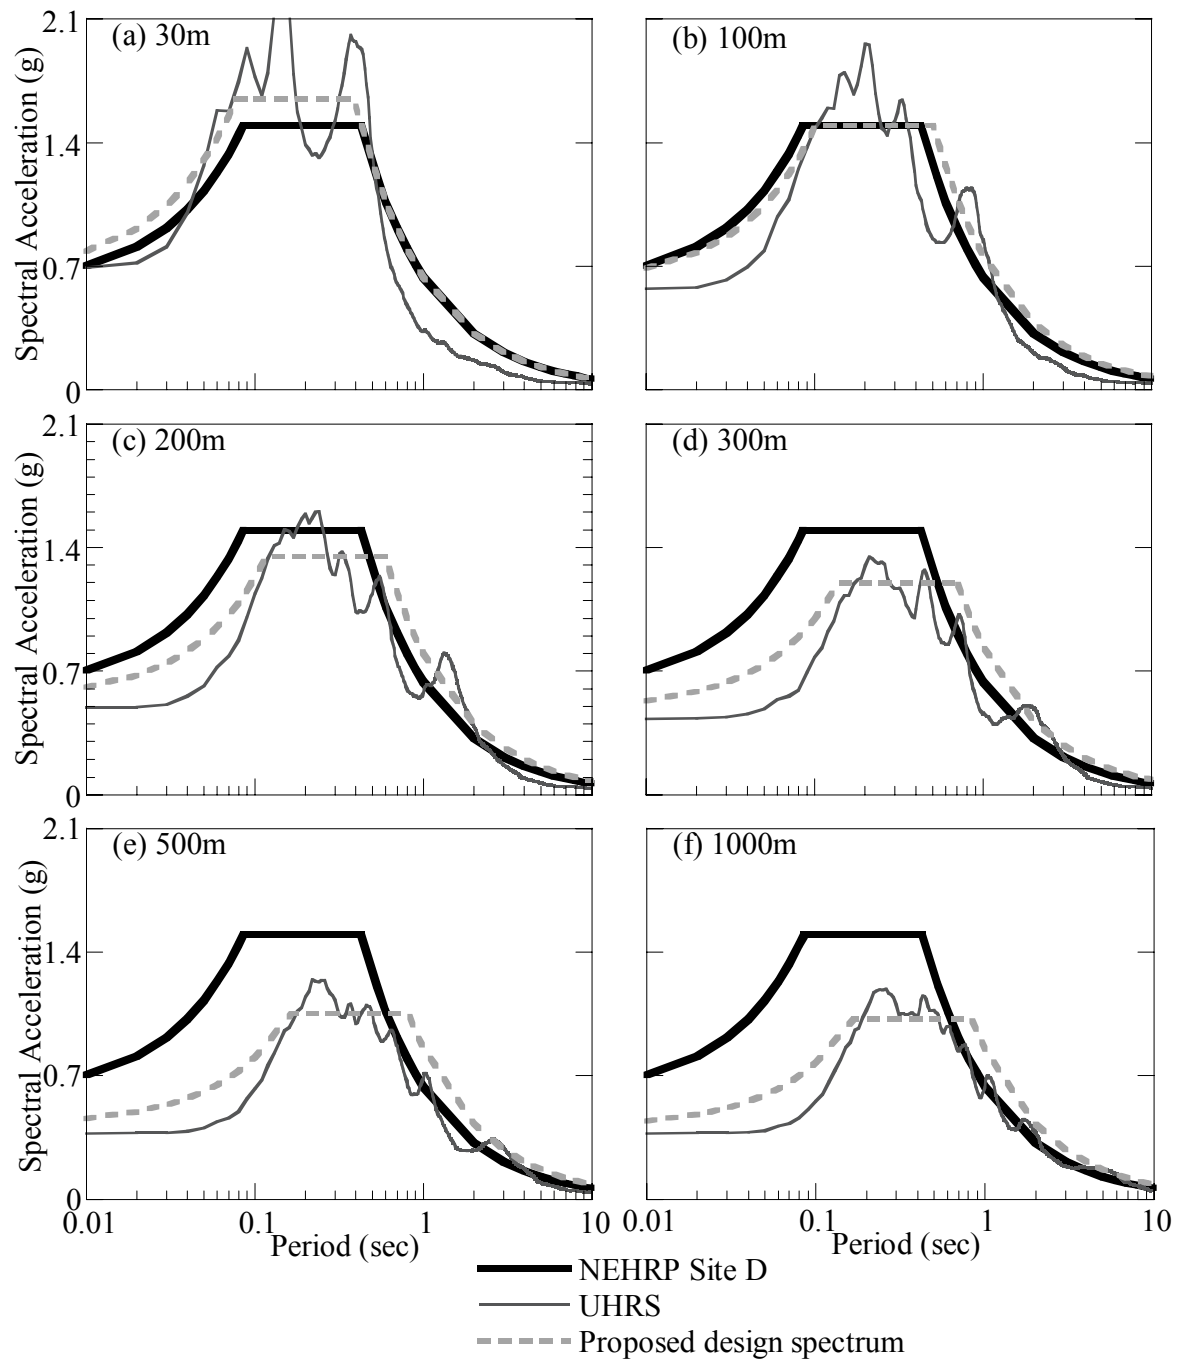 (a) 30m
(b) 100m
2.1
1.4
0.7
0
Spectral Acceleration (g)
(c) 200m
(d) 300m
2.1
1.4
0.7
0
Spectral Acceleration (g)
(e) 500m
(f) 1000m
2.1
1.4
0.7
0
Spectral Acceleration (g)
0.01 0.1 1 10
0.01 0.1 1 10
Period (sec)
Period (sec)
NEHRP Site D
UHRS
Proposed design spectrum